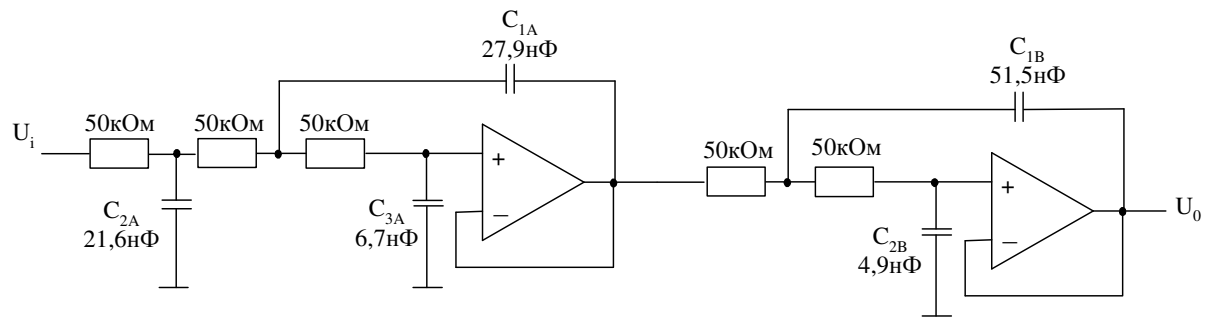 C1A
27,9нФ
C1B
51,5нФ
Ui
50кОм
50кОм
50кОм
50кОм
50кОм
+
−
+
−
C2A
21,6нФ
C3A
6,7нФ
C2B
4,9нФ
U0